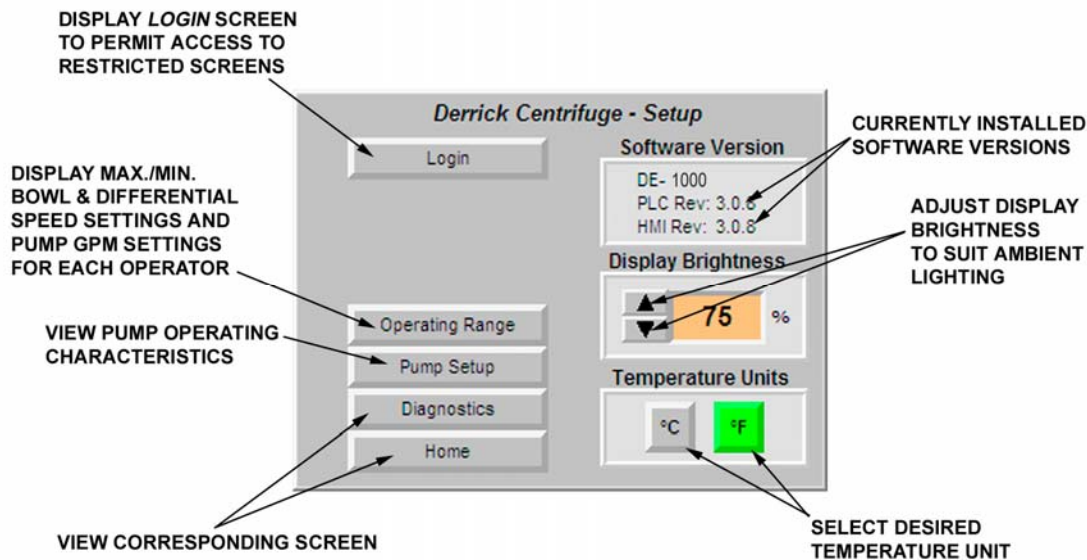 DISPLAY LOGIN SCREEN
TO PERMIT ACCESS TO
RESTRICTED SCREENS
DISPLAY MAX./MIN.
BOWL & DIFFERENTIAL
SPEED SETTINGS AND
PUMP GPM SETTINGS
FOR EACH OPERATOR
VIEW PUMP OPERATING
CHARACTERISTICS
VIEW CORRESPONDING SCREEN
Derrick Centrifuge - Setup
Login
Operating Range
Pump Setup
Diagnostics
Home
Software Version
DE- 1000
PLC Rev: 3.0.6
HMI Rev: 3.0.8
Display Brightness
75 %
Temperature Units
°C °F
CURRENTLY INSTALLED
SOFTWARE VERSIONS
ADJUST DISPLAY
BRIGHTNESS
TO SUIT AMBIENT
LIGHTING
SELECT DESIRED
TEMPERATURE UNIT